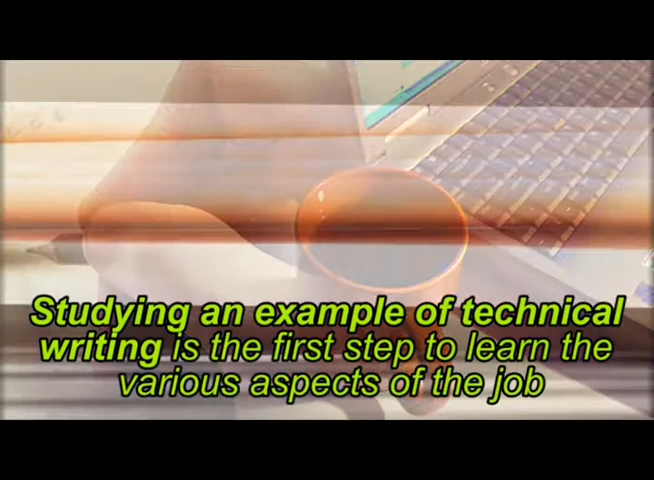 Studying an example of technical
writing is the first step to learn the
various aspects of the job